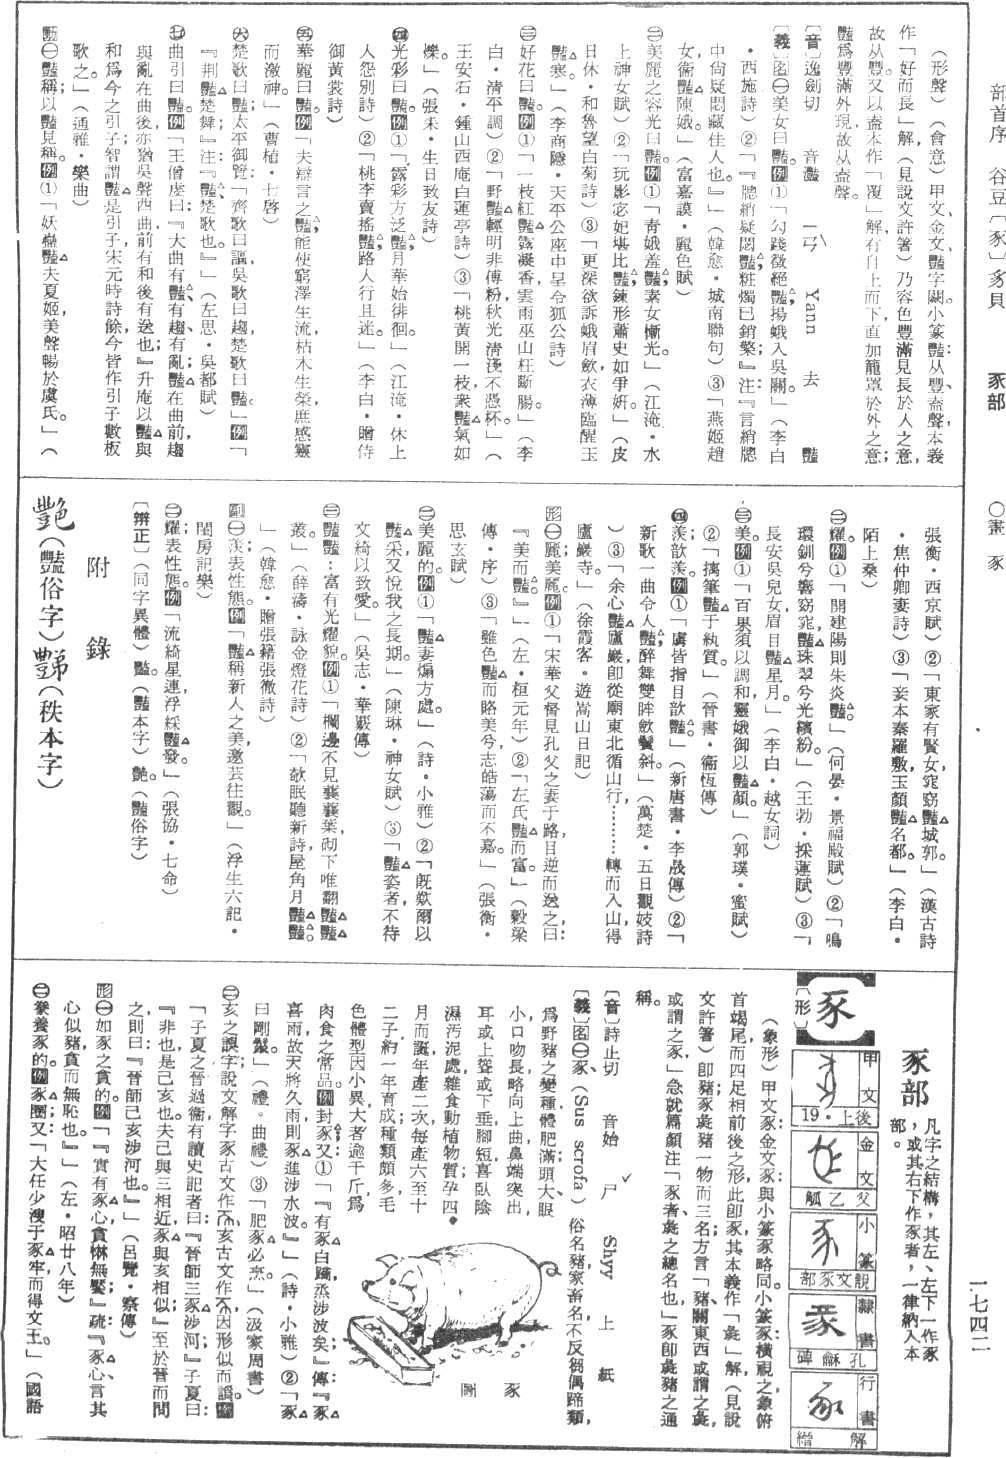 部首序　谷豆〔豕〕豸貝　豕部　○畫　豕　一七四二
（形聲）（會意）甲文、金文、豔字闕。小篆豔：从豐、盍聲，本義
作「好而長」解（見說文許箸）乃容色豐滿見長於人之意，
故从豐。又以盍本作「覆」解，有自上而下直加籠罩於外之意；
豔爲豐滿外現，故从盍聲。
〔音〕逸劍切　音灩　ㄧㄢˋ　Yann　去　豔
〔義〕名㊀美女曰豔。例①「勾踐徵絕豔，揚蛾入吳關。」（李白
・西施詩）②「牕綃疑閟豔，粧燭已銷檠』注：『言綃牕
中尙疑閟藏佳人也。』」（韓愈・城南聯句）③「燕姬趙
女，衞豔陳娥。」（富嘉謨・麗色賦）
㊁美麗之容光曰豔。例①「靑娥羞豔，素女慚光。」（江淹・水
上神女賦）②「玩影宓妃堪比豔，鍊形蕭史好爭姸。」（皮
日休・和魯望白菊詩）③「更深欲訴蛾眉歛，衣薄臨醒玉
豔寒。」（李商隱・天平公座中呈令狐公詩）
㊂好花曰豔。例①「一枝紅豔露凝香，雲雨巫山枉斷腸。」（李
白・清平調）②「野豔輕明非傅粉，秋光淸淺不憑杯。」（
王安石・鍾山西庵白蓮亭詩）③「桃黃開一枝，衆豔氣如
爍。」（張耒・生日致友詩）
㊃光彩曰豔。例①「露彩方泛豔，月華始徘徊。」（江淹・休上
人怨別詩）②「桃李賣搖豔，路人行且迷。」（李白・贈侍
御黃裳詩）
㊄華麗曰豔。例「夫辯言之豔，能使窮澤生流，枯木生榮，庶感靈
而激神。」（曹植・七啓）
㊅楚歌曰豔；太平御覽「齊歌曰謳，吳歌曰趨，楚歌曰豔。」例「
『荆豔楚舞』注：『豔，楚歌也。』」（左思・吳都賦）
㊆曲引曰豔。例「王僧虔曰：『大曲有豔、有趨、有亂，豔在曲前，趨
與亂在曲後，亦猶吳聲西曲，前有和，後有送也』升庵以豔與
和爲今之引子；智謂豔是引子，宋元時詩餘，今皆作引子數板
歌之。」（通雅・樂曲）
動㊀豔稱；以豔見稱。例①「妖蠱豔夫夏姬，美聲暢於虞氏。」（
張衡・西京賦）②「東家有賢女，窕窈豔城郭。」（漢古詩
・焦仲卿妻詩）③「妾本秦羅敷，玉顏豔名都。」（李白・
陌上桑）
㊁耀。例①「開建陽則朱炎豔。」（何晏・景福殿賦）②「鳴
環釧兮響窈窕，豔珠翠兮光繽紛。」（王勃・採蓮賦）③「
長安吳兒女，眉目豔星月。」（李白・越女詞）
㊂美。例①「百果須以調和，靈娥御以豔顏。」（郭璞・蜜賦）
②「摛筆豔于紈質。」（晉書・衞恆傳）
㊃羨；歆羨。例①「虞皆指目歆豔。」（新唐書・李晟傳）②「
新歌一曲令人豔，醉舞雙眸歛鬢斜。」（萬楚・五日觀妓詩
）③「余心豔盧巖，卽從廟東北循山行，………轉而入山，得
盧巖寺。」（徐霞客・遊嵩山日記）
形㊀麗；美麗。例①「宋華父督見孔父之妻于路，目逆而送之，曰：
『美而豔。』」（左・桓元年）②「左氏豔而富。」（穀梁
傳・序）③「雖色豔而賂美兮，志皓蕩而不嘉。」（張衡・
思玄賦）
㊁美麗的。例①「豔妻煽方處。」（詩・小雅）②「旣歎爾以
豔采，又悅我之長期。」（陳琳・神女賦）③「豔姿者不待
文綺以致愛。」（吳志・華覈傳）
㊂豔豔：富有光耀貌。例①「欄邊不見蘘蘘葉，砌下唯翻豔豔
叢。」（薛濤・詠金燈花詩）②「欹眠聽新詩，屋角月豔豔。
」（韓愈・贈張籍張徹詩）
副㊀羨；表性態。例「豔稱新人之美，邀芸往觀。」（浮生六記・
閨房記樂）
㊁耀；表性態。例「流綺星連，浮綵豔發。」（張協・七命）
〔辨正〕（同字異體）豓。（豔本字）艶。（豔俗字）
附　錄
艶（豔俗字）豒（秩本字）
豕部　凡字之結構，其左、左下一作豕
，或其右下作豕者，一律納入本
部。
豕
〔形〕
甲文　後上・19
金文　父乙觚
小篆　說文豕部
隸書　孔龢碑
行書　解縉
（象形）甲文豕、金文豕，與小篆豕略同。小篆豕橫視之，象俯
首竭尾而四足相前後之形，此卽豕。其本義作「彘」解（見說
文許箸）卽豬；豕彘豬一物而三名；方言「豬，關東西或謂之彘，
或謂之豕」急就篇顏注「豕者，彘之總名也」豕卽彘豬之通
稱。
〔音〕詩止切　音始　ㄕˇ　Shyy　上　紙
〔義〕名㊀豕（Sus scrofa）俗名豬，家畜名，不反芻偶蹄類，
爲野豬之變種，體肥滿，頭大、眼
小、口吻長，略向上曲，鼻端突出，
耳或上聳或下垂，腳短，喜臥陰
濕污泥處，雜食動植物質，孕四
月而誕，年產二次，每產六至十
二子，約一年育成，種類頗多，毛
色體型因小異，大者逾千斤，爲
肉食之常品。例封豕；又①「『有豕白蹢，烝涉波矣』傳：『豕
喜雨，故天將久雨，則豕進涉水波。』」（詩・小雅）②「豕
曰剛鬣。」（禮・曲禮）③「肥豕必烹。」（汲冢周書）
豕圖
㊁亥之誤字；說文解字豕古文作，亥古文作，因形似而譌。例
「子夏之晉，過衞，有讀史記者曰：『晉師三豕涉河。』子夏曰：
『非也，是己亥也。夫己與三相近，豕與亥相似；』至於晉而問
之，則曰：『晉師己亥涉河也。』」（呂覽・察傳）
形㊀如豕之貪的。例「『實有豕心，貪惏無饜』疏：『豕心，言其
心似豬，貪而無恥也。』」（左・昭廿八年）
㊁豢養豕的。例豕圈；又「大任少溲于豕牢而得文王。」（國語